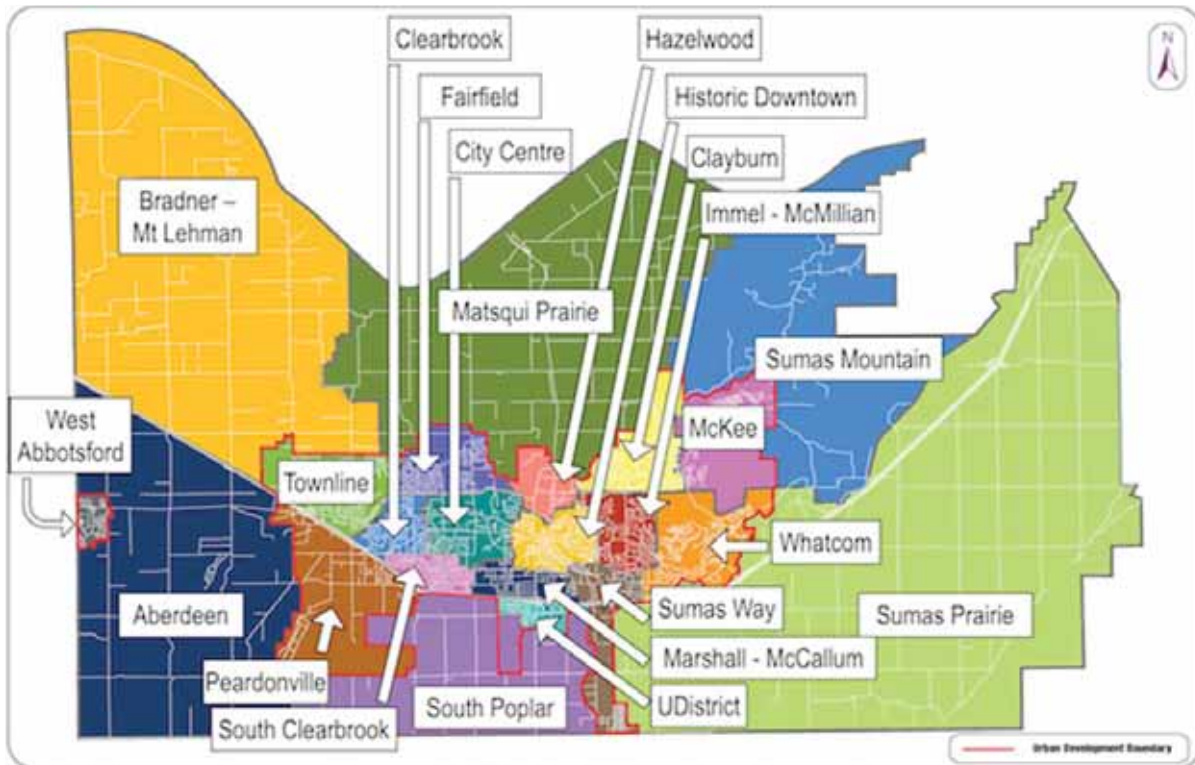 Clearbrook
Hazelwood
N
Fairfield
Historic Downtown
City Centre
Clayburn
Immel - McMillian
Bradner –
Mt Lehman
Matsqui Prairie
Sumas Mountain
West
Abbotsford
McKee
Townline
Whatcom
Aberdeen
Sumas Way
Sumas Prairie
Marshall - McCallum
Peardonville
UDistrict
South Poplar
South Clearbrook
Urban Development Boundary